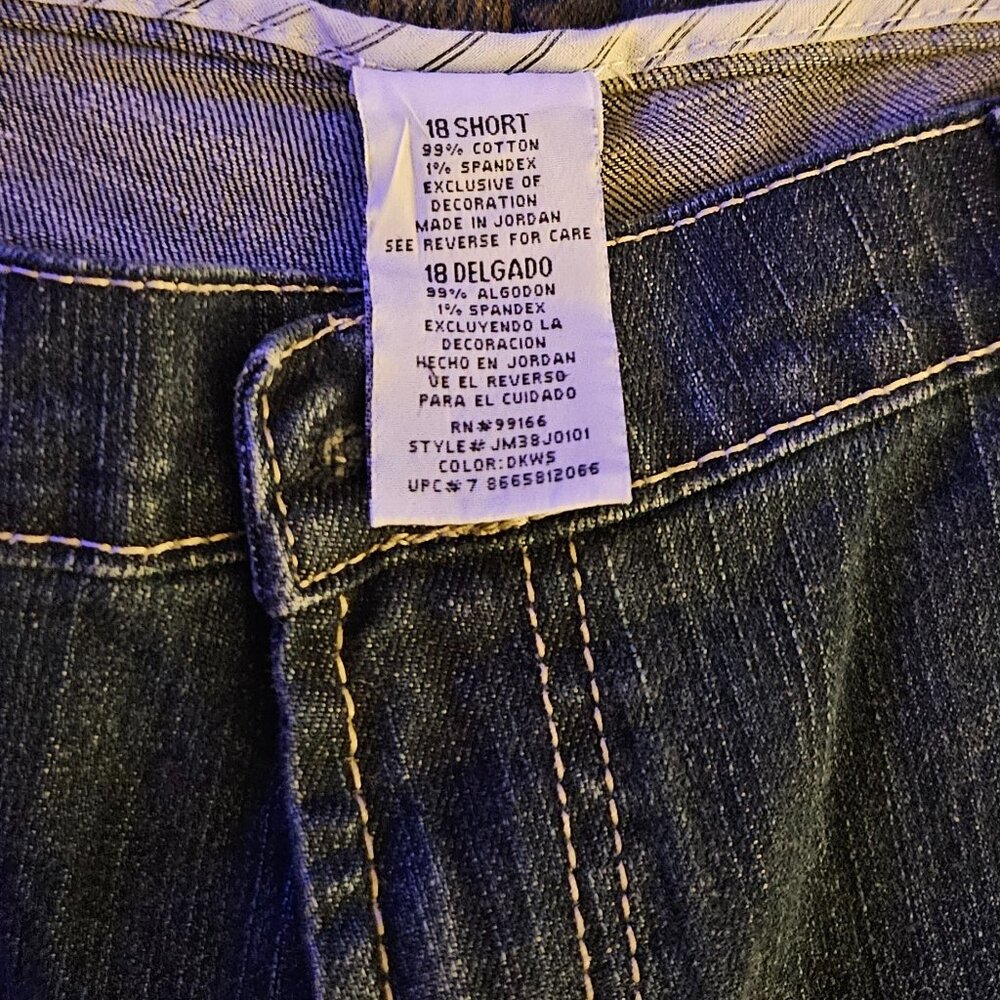 18 SHORT
99% COTTON
1% SPANDEX
EXCLUSIVE OF
DECORATION
MADE IN JORDAN
SEE REVERSE FOR CARE
18 DELGADO
99% ALGODON
1% SPANDEX
EXCLUYENDO LA
DECORACION
HECHO EN JORDAN
VE EL REVERSO
PARA EL CUIDADO
RN#99166
STYLE# JM38J0101
COLOR:DKWS
UPC# 7 8665812066